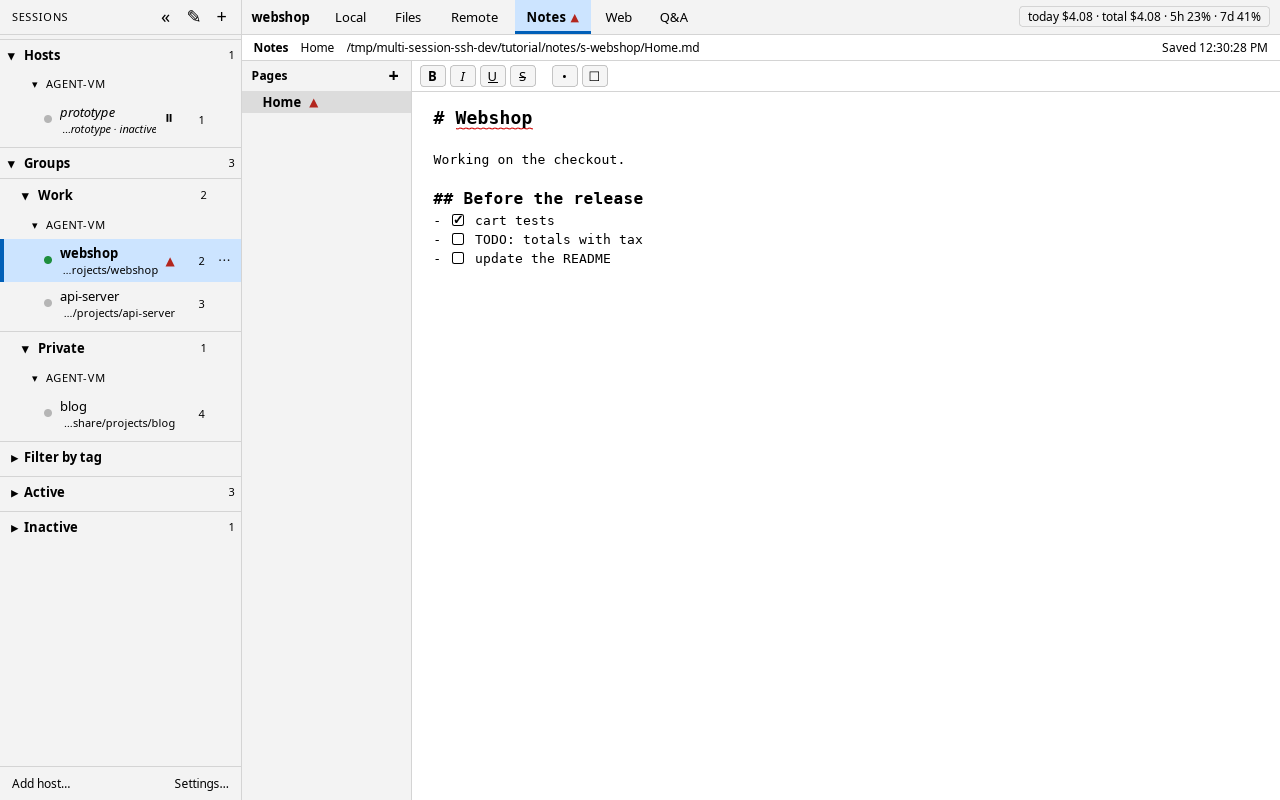 SESSIONS « ✎ +
▼ Hosts 1
▼ AGENT-VM
prototype ⏸ 1
...rototype · inactive
▼ Groups 3
▼ Work 2
▼ AGENT-VM
webshop ▲ 2 ...
...rojects/webshop
api-server 3
.../projects/api-server
▼ Private 1
▼ AGENT-VM
blog 4
...share/projects/blog
▶ Filter by tag
▶ Active 3
▶ Inactive 1
Add host... Settings...
webshop Local Files Remote Notes ▲ Web Q&A today $4.08 · total $4.08 · 5h 23% · 7d 41%
Notes Home /tmp/multi-session-ssh-dev/tutorial/notes/s-webshop/Home.md Saved 12:30:28 PM
Pages +
Home ▲
B I U S • ☐
# Webshop
Working on the checkout.
## Before the release
- ☑ cart tests
- ☐ TODO: totals with tax
- ☐ update the README